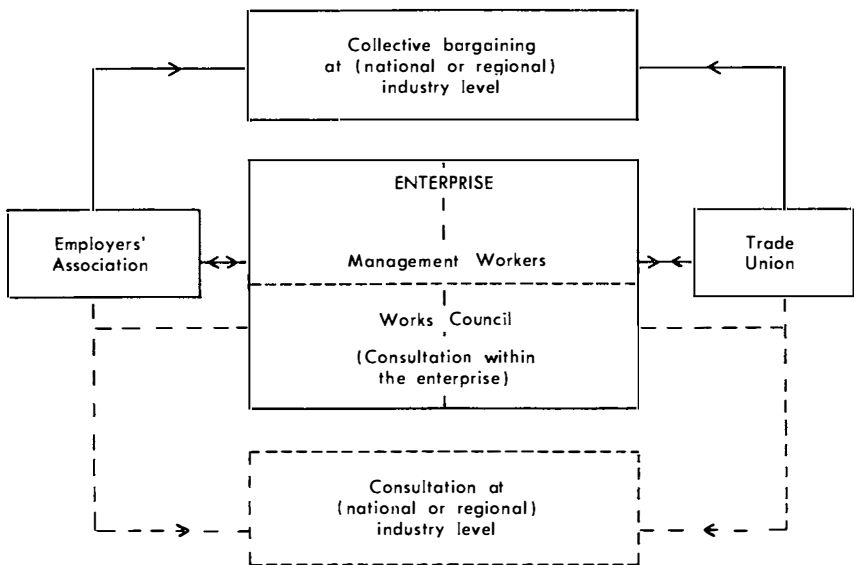 Collective bargaining
at (national or regional)
industry level
ENTERPRISE
Employers'
Association
Management Workers
Trade
Union
Works Council
(Consultation within
the enterprise)
Consultation at
(national or regional)
industry level